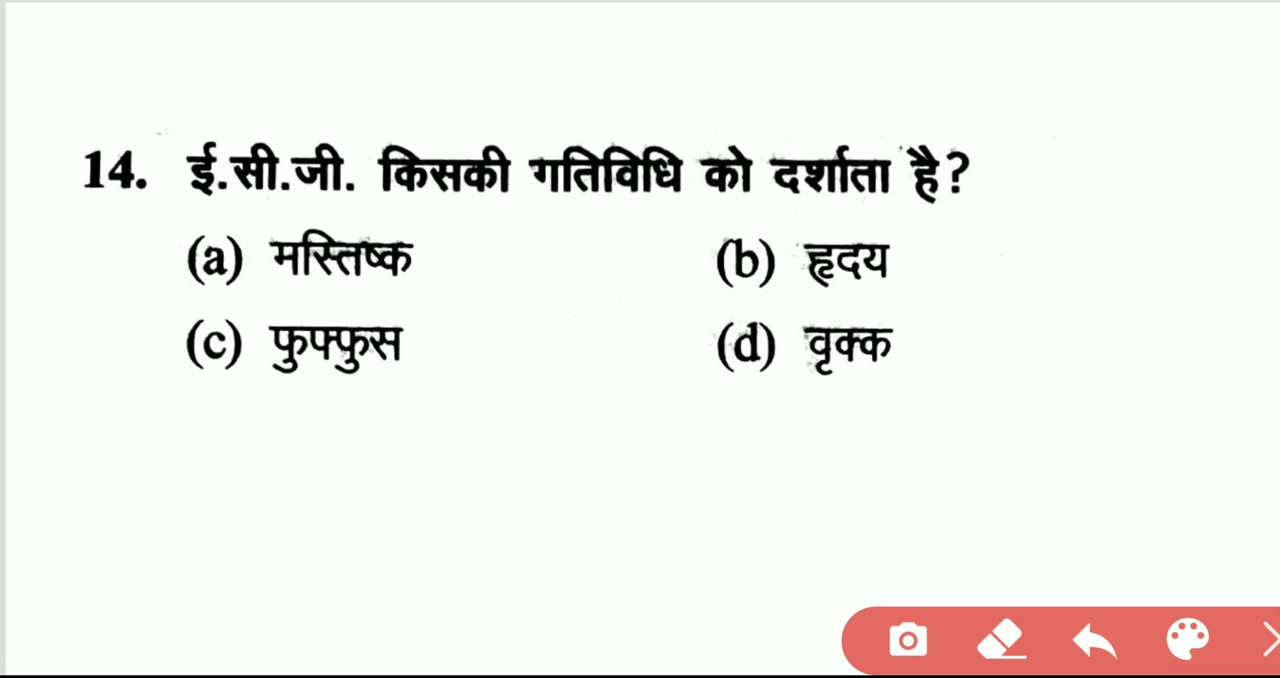 14. ई.सी.जी. किसकी गतिविधि को दर्शाता है?
(a) मस्तिष्क (b) हृदय
(c) फुफ्फुस (d) वृक्क